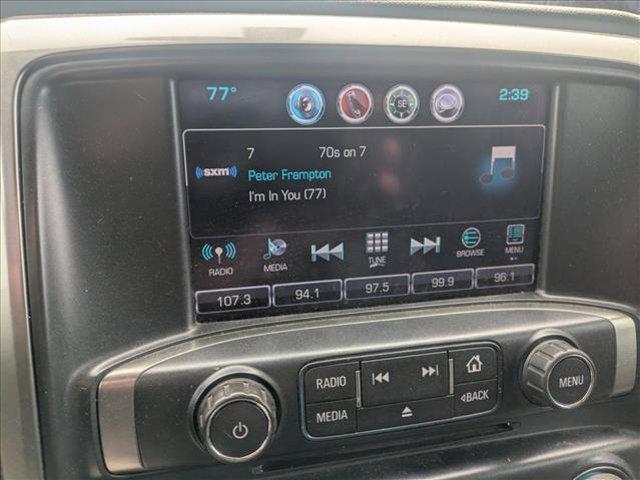 77°
SE
2:39
7 70s on 7
sxm
Peter Frampton
I'm In You (77)
RADIO
MEDIA
TUNE
BROWSE
MENU
107.3
94.1
97.5
99.9
96.1
RADIO
MEDIA
BACK
MENU